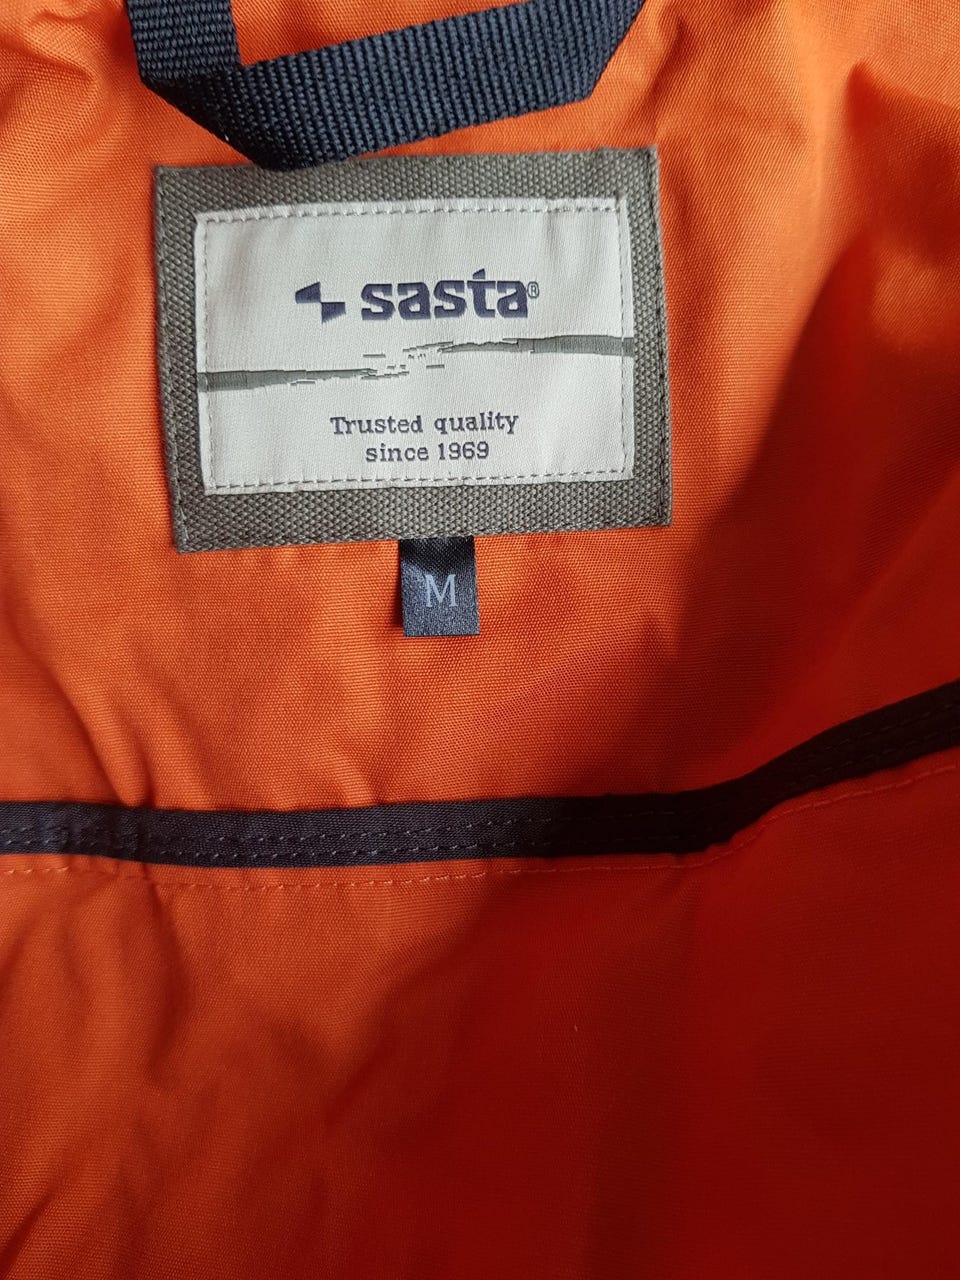 sasta®
Trusted quality
since 1969
M